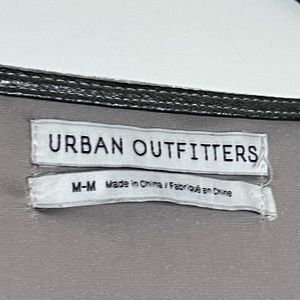 URBAN OUTFITTERS
M-M Made in China / Fabriqué en Chine